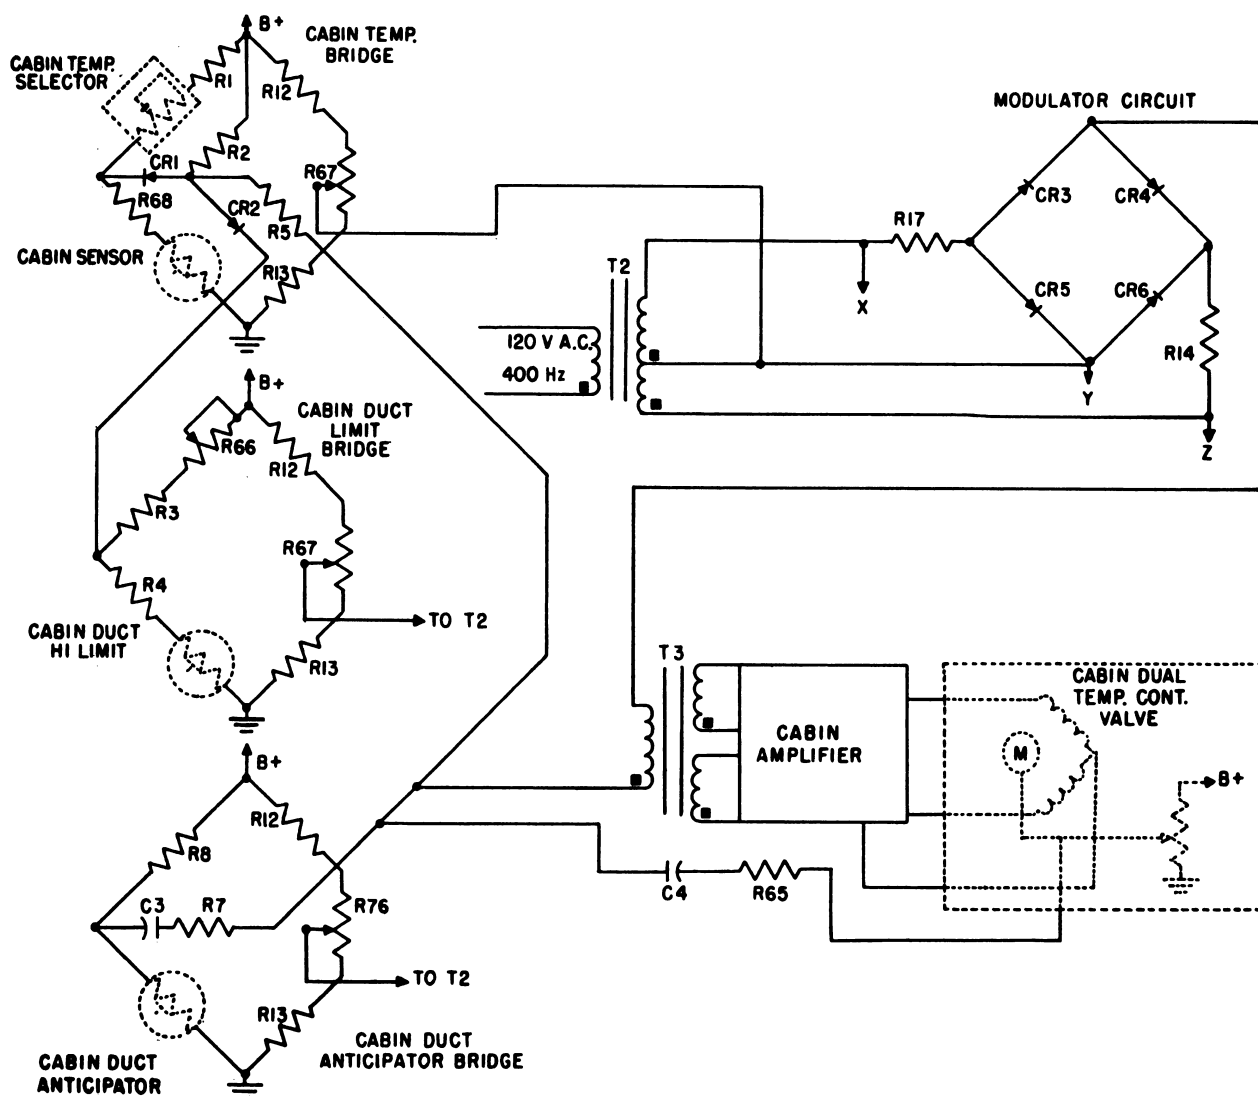 B+
CABIN TEMP.
BRIDGE
CABIN TEMP.
SELECTOR
R1
R12
R2
CR1
R67
R68
CR2
R5
CABIN SENSOR
R13
MODULATOR CIRCUIT
CR3
CR4
R17
T2
X
CR5
CR6
120 V A.C.
400 Hz
R14
Y
Z
B+
CABIN DUCT
LIMIT
BRIDGE
R66
R12
R3
R67
R4
TO T2
CABIN DUCT
HI LIMIT
R13
T3
CABIN
AMPLIFIER
CABIN DUAL
TEMP. CONT.
VALVE
M
B+
B+
R12
R8
C3
R7
R76
C4
R65
TO T2
R13
CABIN DUCT
ANTICIPATOR BRIDGE
CABIN DUCT
ANTICIPATOR